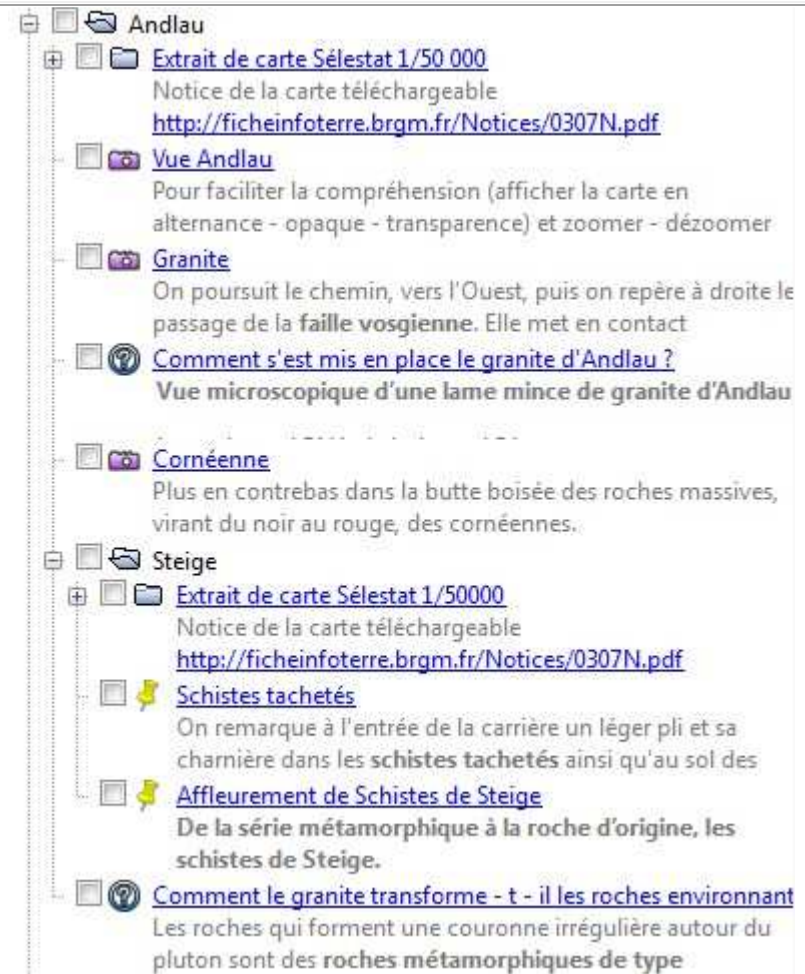 Andlau
Extrait de carte Sélestat 1/50 000
Notice de la carte téléchargeable
http://ficheinfoterre.brgm.fr/Notices/0307N.pdf
Vue Andlau
Pour faciliter la compréhension (afficher la carte en
alternance - opaque - transparence) et zoomer - dézoomer
Granite
On poursuit le chemin, vers l'Ouest, puis on repère à droite le
passage de la faille vosgienne. Elle met en contact
Comment s'est mis en place le granite d'Andlau ?
Vue microscopique d'une lame mince de granite d'Andlau
Cornéenne
Plus en contrebas dans la butte boisée des roches massives,
virant du noir au rouge, des cornéennes.
Steige
Extrait de carte Sélestat 1/50000
Notice de la carte téléchargeable
http://ficheinfoterre.brgm.fr/Notices/0307N.pdf
Schistes tachetés
On remarque à l'entrée de la carrière un léger pli et sa
charnière dans les schistes tachetés ainsi qu'au sol des
Affleurement de Schistes de Steige
De la série métamorphique à la roche d'origine, les
schistes de Steige.
Comment le granite transforme - t - il les roches environnant
Les roches qui forment une couronne irrégulière autour du
pluton sont des roches métamorphiques de type